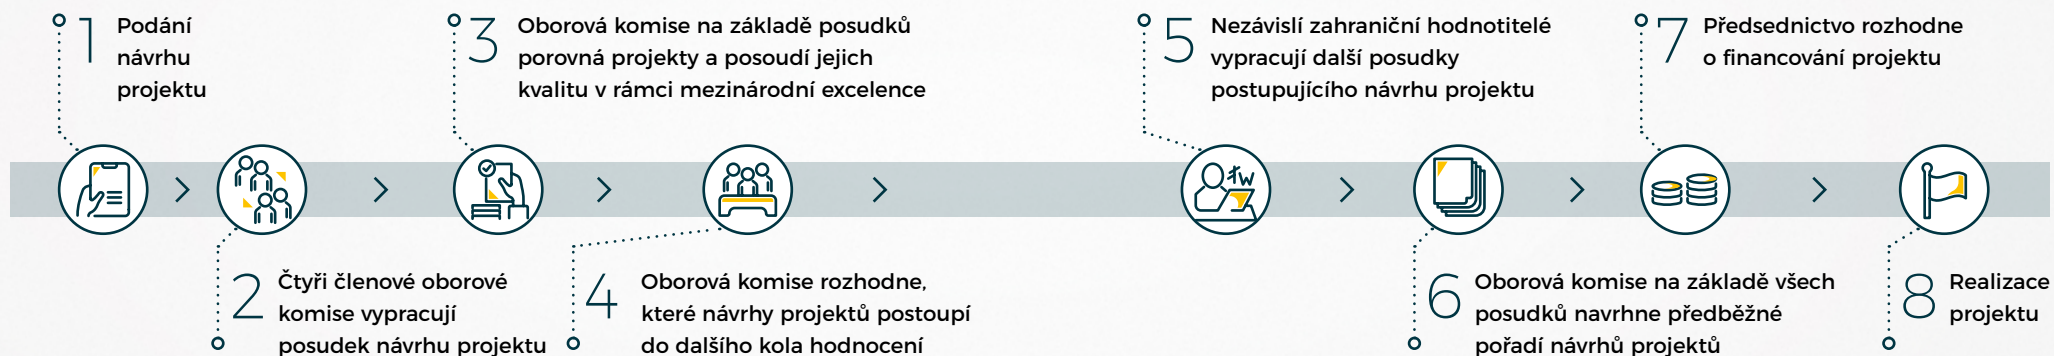 1
Podání
návrhu
projektu
2
Čtyři členové oborové
komise vypracují
posudek návrhu projektu
3
Oborová komise na základě posudků
porovná projekty a posoudí jejich
kvalitu v rámci mezinárodní excelence
4
Oborová komise rozhodne,
které návrhy projektů postoupí
do dalšího kola hodnocení
5
Nezávislí zahraniční hodnotitelé
vypracují další posudky
postupujícího návrhu projektu
6
Oborová komise na základě všech
posudků navrhne předběžné
pořadí návrhů projektů
7
Předsednictvo rozhodne
o financování projektu
8
Realizace
projektu